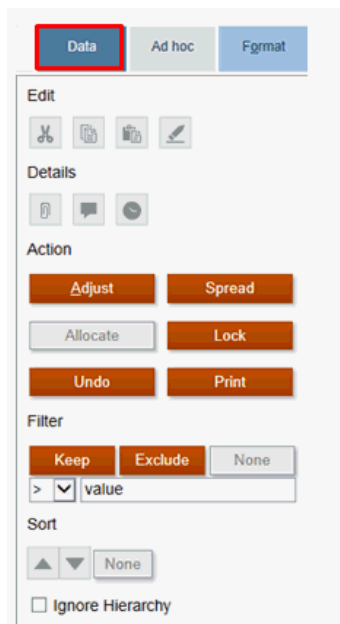 Data Ad hoc Format
Edit
Details
Action
Adjust Spread
Allocate Lock
Undo Print
Filter
Keep Exclude None
> value
Sort
None
Ignore Hierarchy